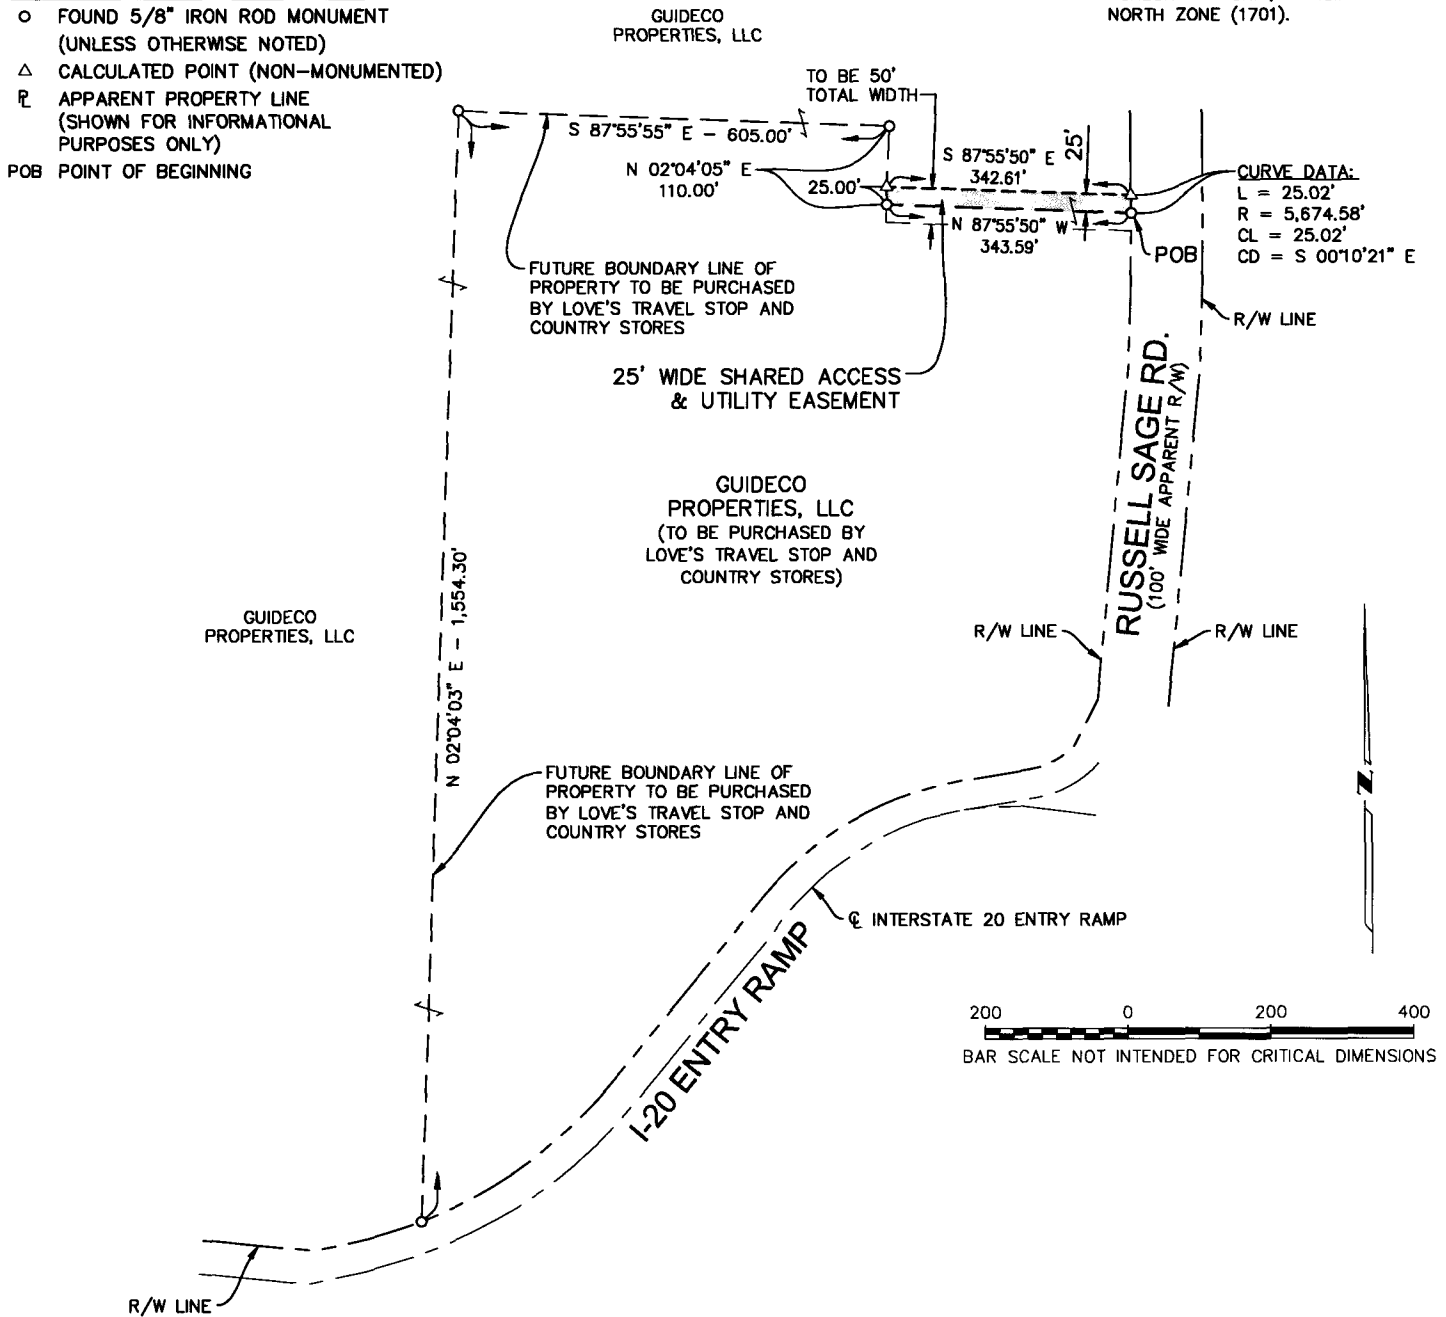 FOUND 5/8" IRON ROD MONUMENT
(UNLESS OTHERWISE NOTED)
CALCULATED POINT (NON-MONUMENTED)
℞ APPARENT PROPERTY LINE
(SHOWN FOR INFORMATIONAL
PURPOSES ONLY)
POB POINT OF BEGINNING
GUIDECO
PROPERTIES, LLC
NORTH ZONE (1701).
TO BE 50'
TOTAL WIDTH
S 87°55'55" E - 605.00'
N 02°04'05" E
110.00'
25.00'
S 87°55'50" E
342.61'
25'
N 87°55'50" W
343.59'
POB
CURVE DATA:
L = 25.02'
R = 5,674.58'
CL = 25.02'
CD = S 00°10'21" E
FUTURE BOUNDARY LINE OF
PROPERTY TO BE PURCHASED
BY LOVE'S TRAVEL STOP AND
COUNTRY STORES
R/W LINE
25' WIDE SHARED ACCESS
& UTILITY EASEMENT
RUSSELL SAGE RD.
(100' WIDE APPARENT R/W)
GUIDECO
PROPERTIES, LLC
(TO BE PURCHASED BY
LOVE'S TRAVEL STOP AND
COUNTRY STORES)
N 02°04'03" E - 1,554.30'
GUIDECO
PROPERTIES, LLC
R/W LINE
R/W LINE
FUTURE BOUNDARY LINE OF
PROPERTY TO BE PURCHASED
BY LOVE'S TRAVEL STOP AND
COUNTRY STORES
N
℄ INTERSTATE 20 ENTRY RAMP
I-20 ENTRY RAMP
200 0 200 400
BAR SCALE NOT INTENDED FOR CRITICAL DIMENSIONS
R/W LINE